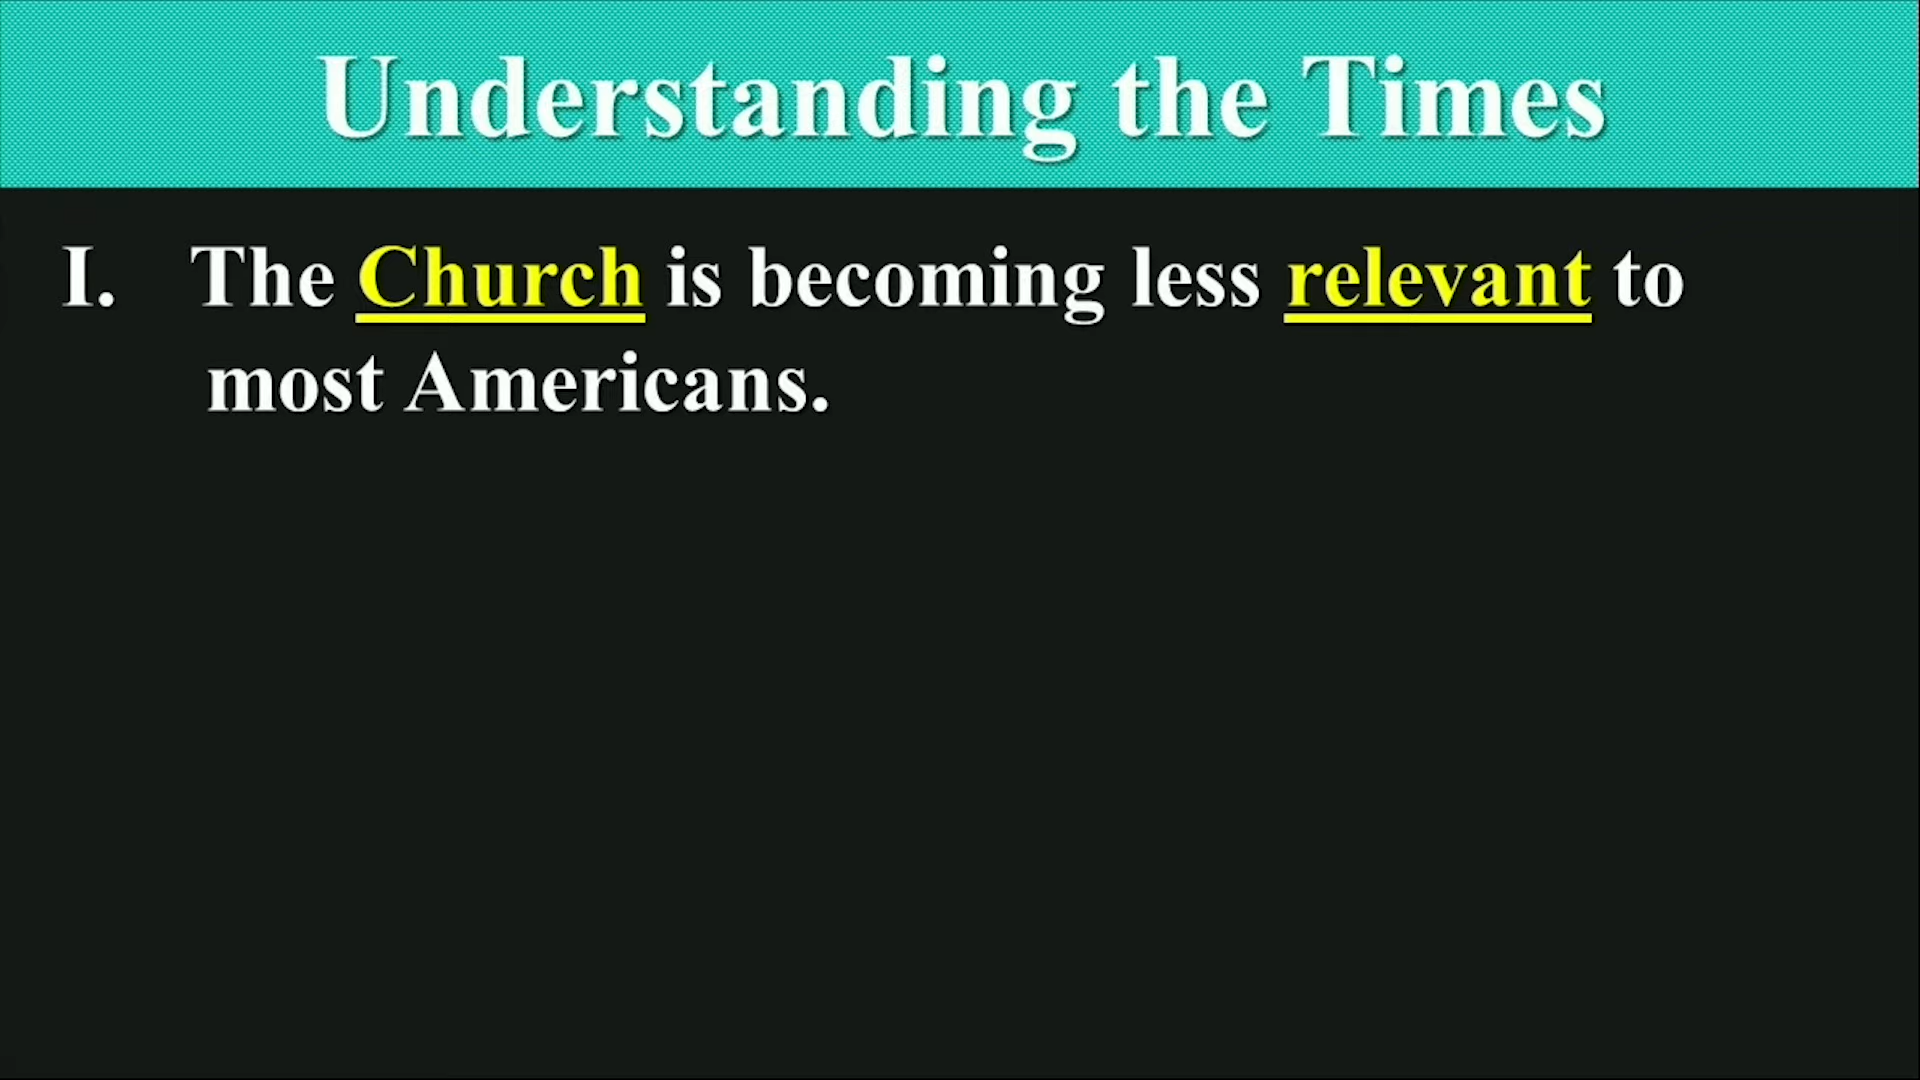 Understanding the Times
I. The Church is becoming less relevant to
most Americans.